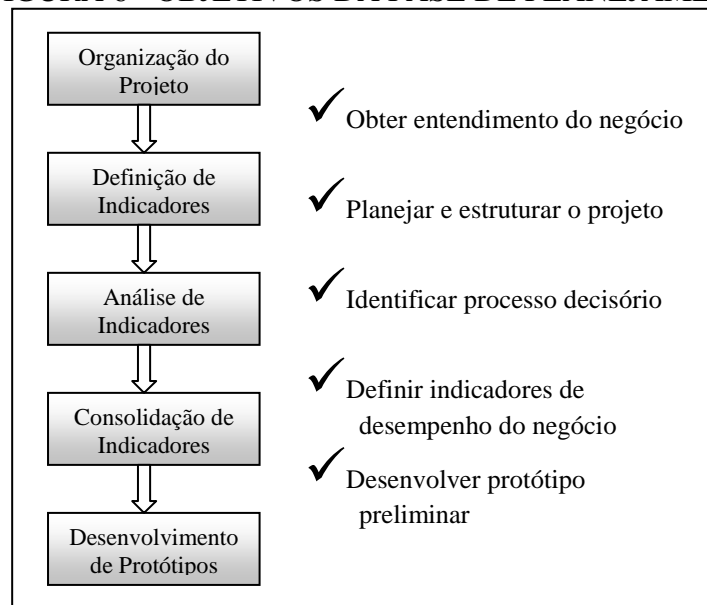 Organização do
Projeto
Obter entendimento do negócio
Definição de
Indicadores
Planejar e estruturar o projeto
Análise de
Indicadores
Identificar processo decisório
Consolidação de
Indicadores
Definir indicadores de
desempenho do negócio
Desenvolver protótipo
preliminar
Desenvolvimento
de Protótipos